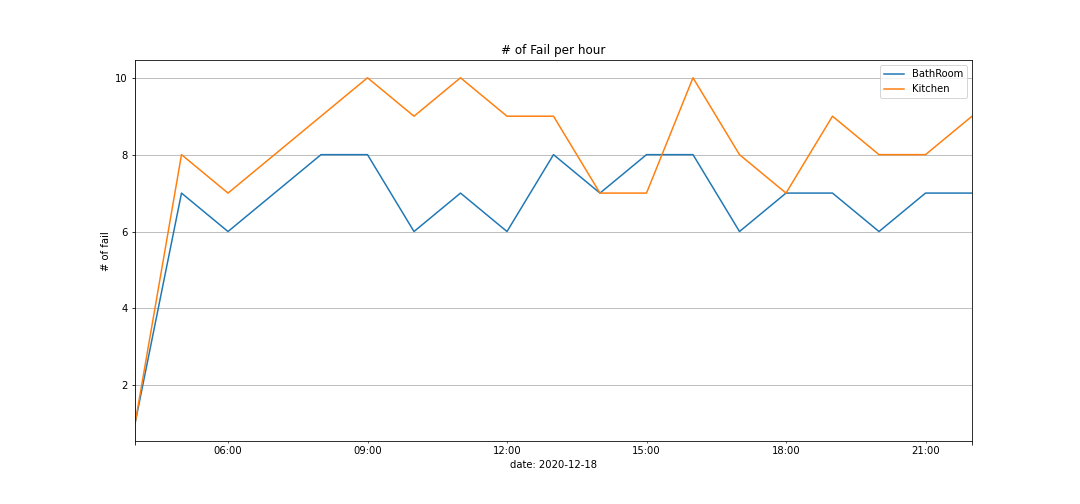 # of Fail per hour
BathRoom
Kitchen
# of fail
10
8
6
4
2
06:00 09:00 12:00 15:00 18:00 21:00
date: 2020-12-18